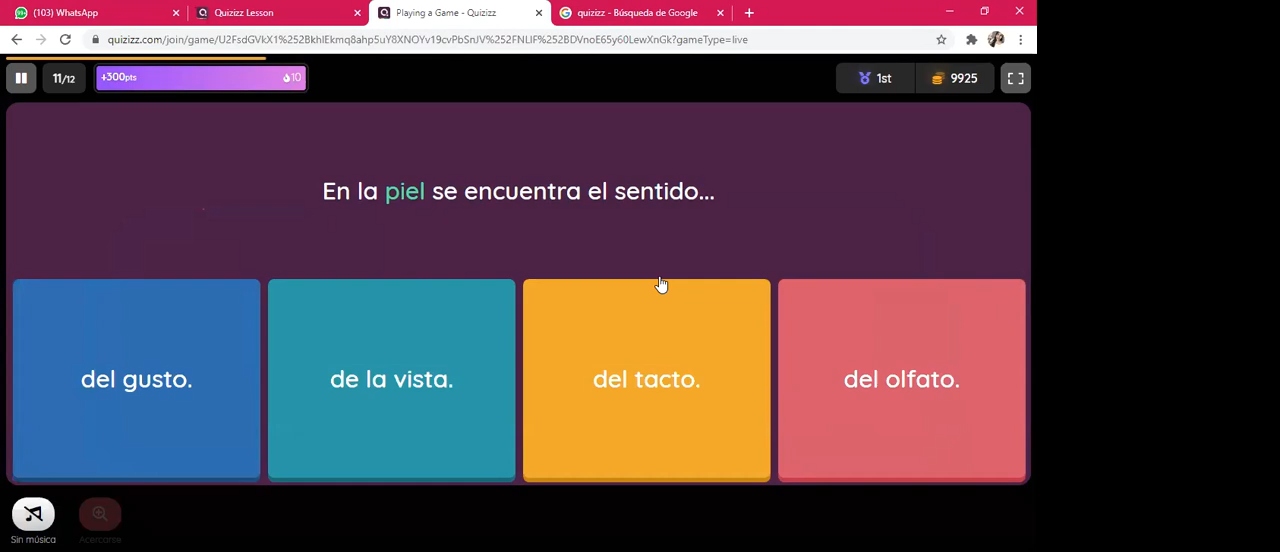 (103) WhatsApp
Quizizz Lesson
Playing a Game - Quizizz
quizizz - Búsqueda de Google
quizizz.com/join/game/U2FsdGVkX1%252BkhIEkmq8ahp5uY8XNOYv19cvPbSnJV%252FNLlF%252BDVnoE65y60LewXnGk?gameType=live
11/12
+300pts
10
1st
9925
En la piel se encuentra el sentido...
del gusto.
de la vista.
del tacto.
del olfato.
Sin música
Acercarse